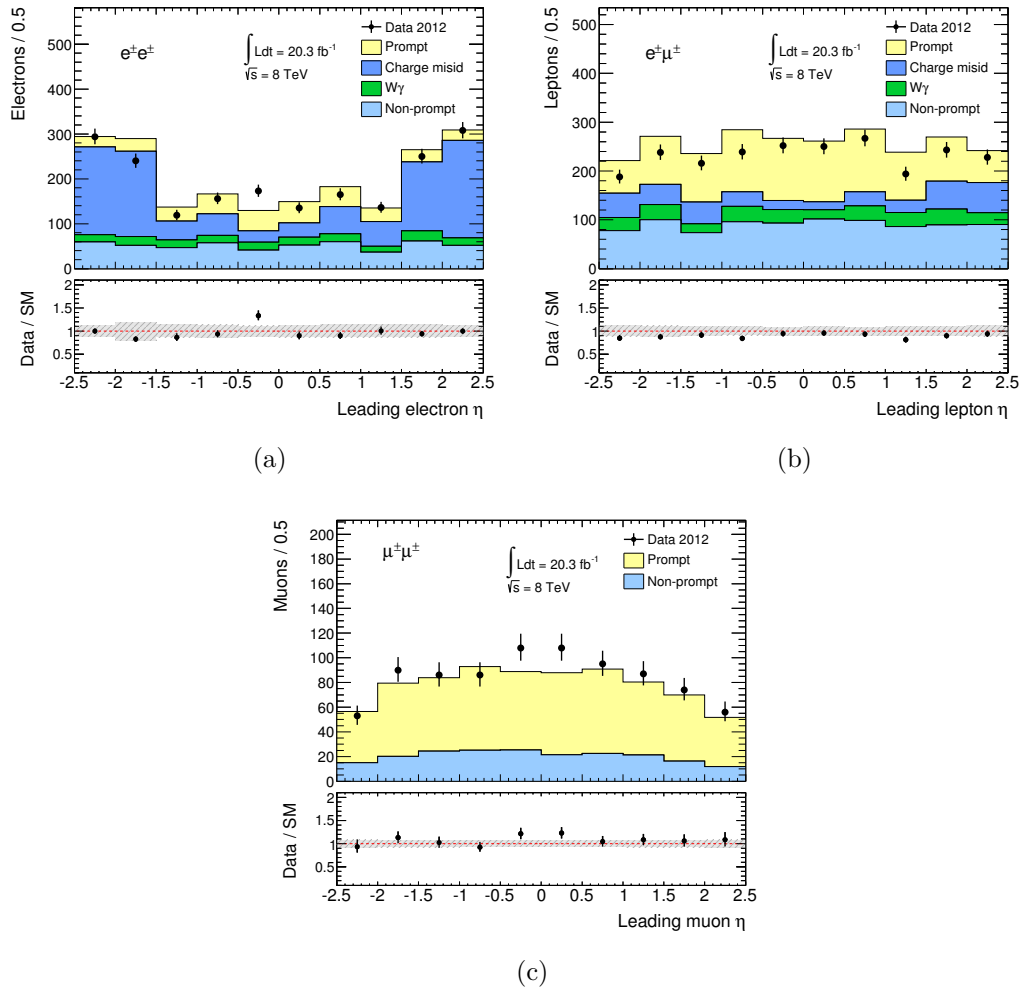 Electrons / 0.5
500
400
300
200
100
0
e±e±
∫ Ldt = 20.3 fb⁻¹
√s = 8 TeV
Data 2012
Prompt
Charge misid
Wγ
Non-prompt
Data / SM
2
1.5
1
0.5
-2.5 -2 -1.5 -1 -0.5 0 0.5 1 1.5 2 2.5
Leading electron η
(a)
Leptons / 0.5
500
400
300
200
100
0
e±μ±
∫ Ldt = 20.3 fb⁻¹
√s = 8 TeV
Data 2012
Prompt
Charge misid
Wγ
Non-prompt
Data / SM
2
1.5
1
0.5
-2.5 -2 -1.5 -1 -0.5 0 0.5 1 1.5 2 2.5
Leading lepton η
(b)
Muons / 0.5
200
180
160
140
120
100
80
60
40
20
0
μ±μ±
∫ Ldt = 20.3 fb⁻¹
√s = 8 TeV
Data 2012
Prompt
Non-prompt
Data / SM
2
1.5
1
0.5
-2.5 -2 -1.5 -1 -0.5 0 0.5 1 1.5 2 2.5
Leading muon η
(c)